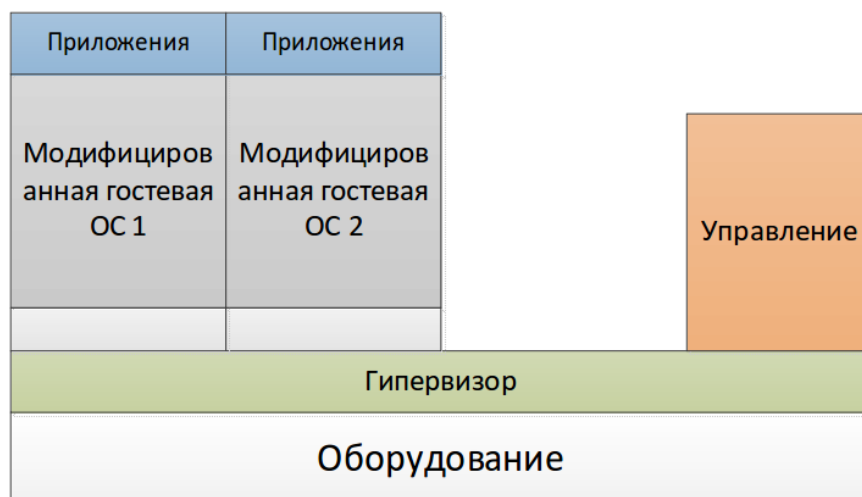 Приложения
Приложения
Модифициров
анная гостевая
ОС 1
Модифициров
анная гостевая
ОС 2
Управление
Гипервизор
Оборудование